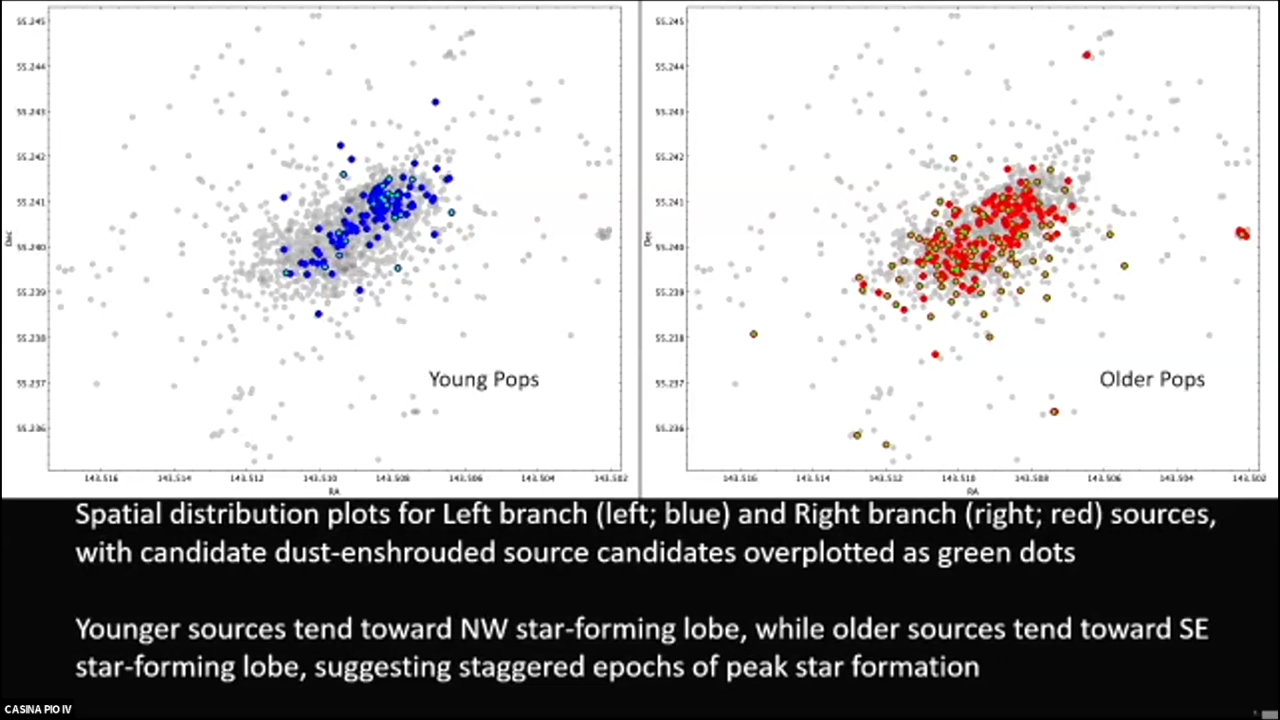 55.245
55.244
55.243
55.242
55.241
55.240
55.239
55.238
55.237
55.236
Dec
143.516 143.514 143.512 143.510 143.508 143.506 143.504 143.502
RA
Young Pops
55.245
55.244
55.243
55.242
55.241
55.240
55.239
55.238
55.237
55.236
Dec
143.516 143.514 143.512 143.510 143.508 143.506 143.504 143.502
RA
Older Pops
Spatial distribution plots for Left branch (left; blue) and Right branch (right; red) sources,
with candidate dust-enshrouded source candidates overplotted as green dots
Younger sources tend toward NW star-forming lobe, while older sources tend toward SE
star-forming lobe, suggesting staggered epochs of peak star formation
CASINA PIO IV